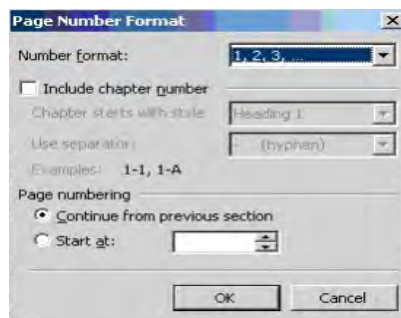 Page Number Format
Number format: 1, 2, 3, ...
Include chapter number
Chapter starts with style Heading 1
Use separator: - (hyphen)
Examples: 1-1, 1-A
Page numbering
Continue from previous section
Start at:
OK Cancel